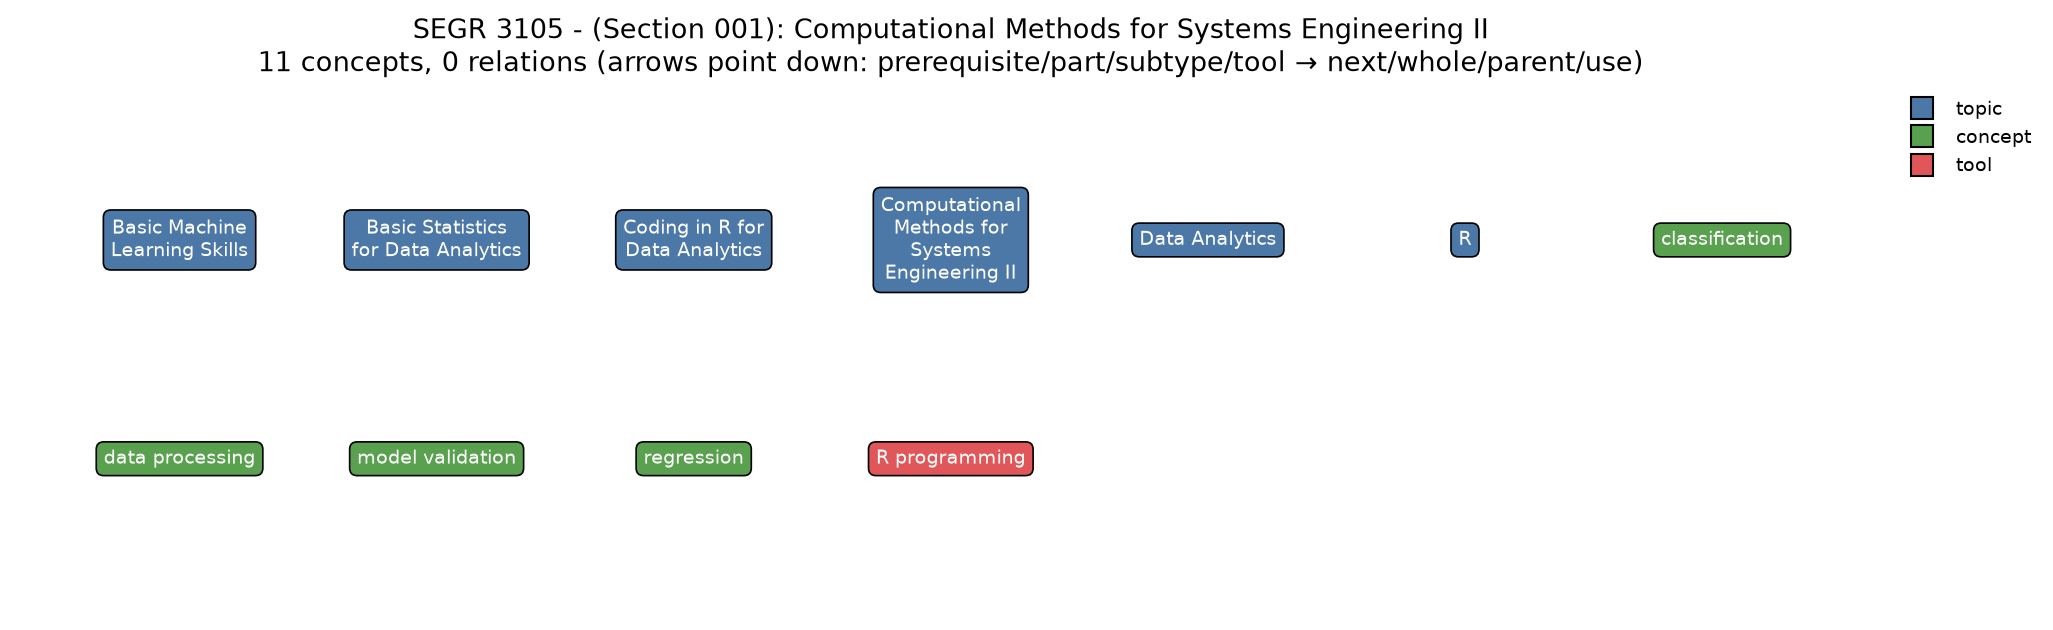 SEGR 3105 - (Section 001): Computational Methods for Systems Engineering II
11 concepts, 0 relations (arrows point down: prerequisite/part/subtype/tool → next/whole/parent/use)
topic
concept
tool
Basic Machine
Learning Skills
Basic Statistics
for Data Analytics
Coding in R for
Data Analytics
Computational
Methods for
Systems
Engineering II
Data Analytics
R
classification
data processing
model validation
regression
R programming